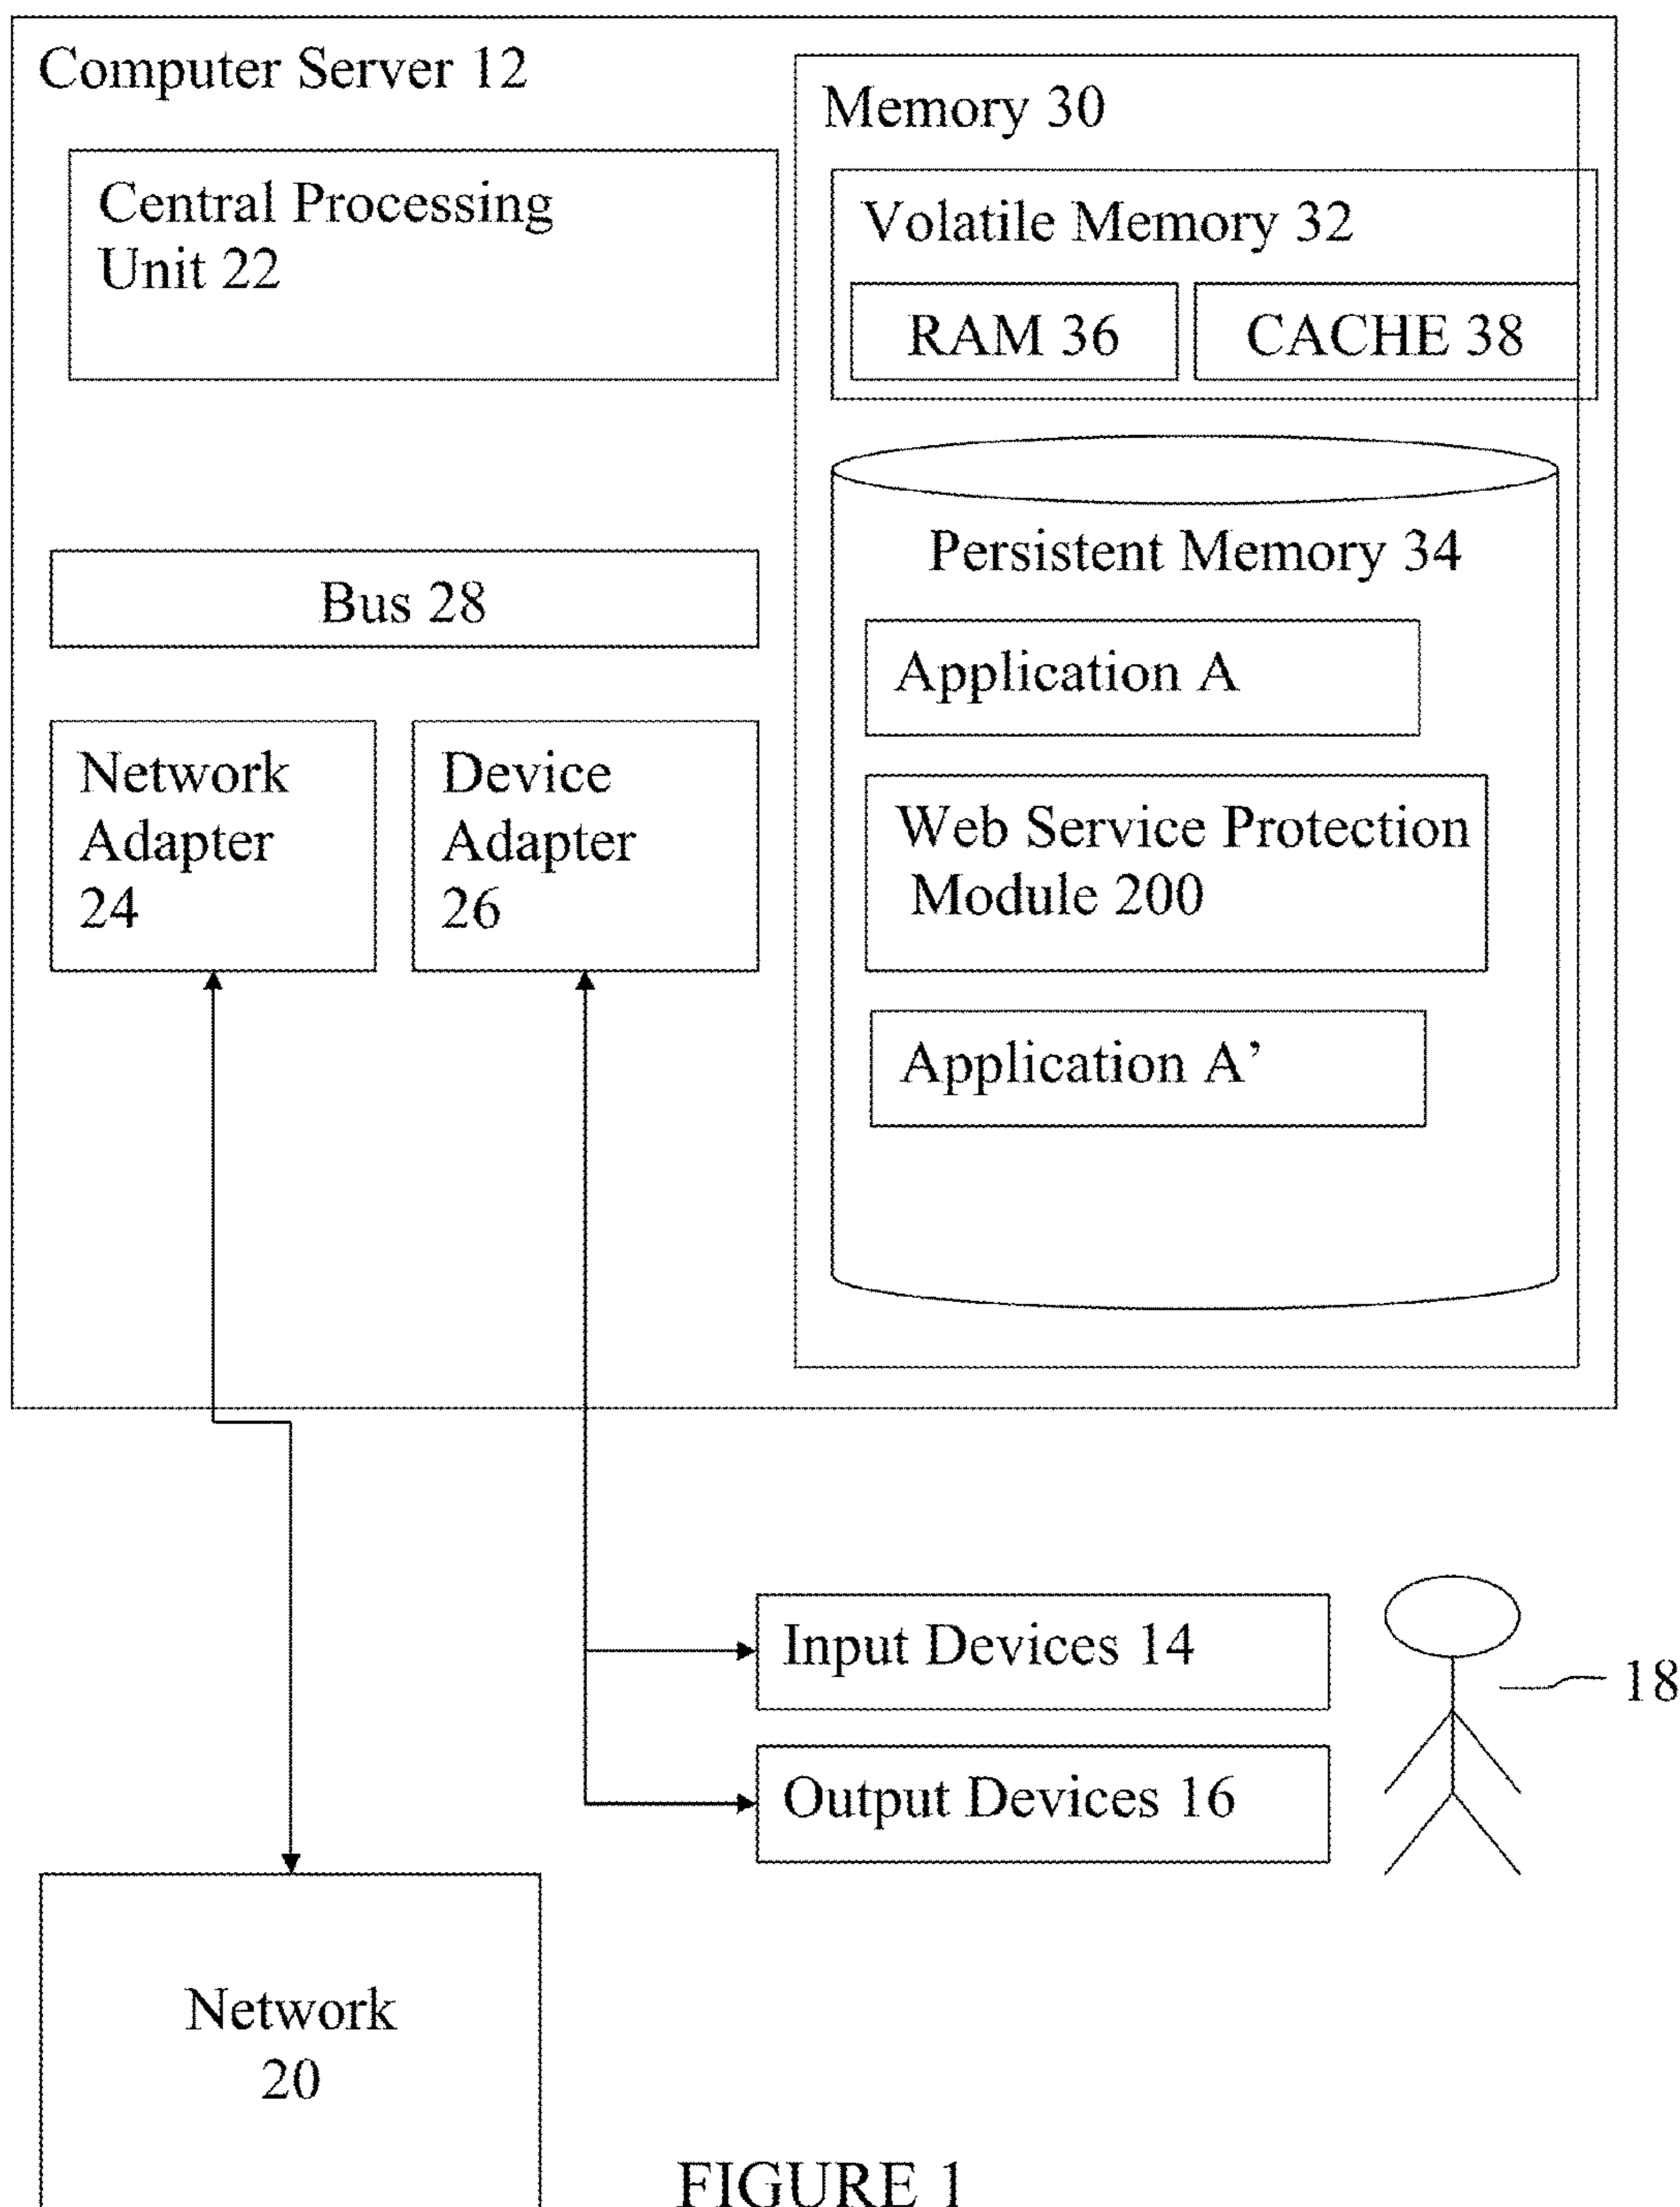 Computer Server 12
Central Processing
Unit 22
Bus 28
Network
Adapter
24
Device
Adapter
26
Memory 30
Volatile Memory 32
RAM 36
CACHE 38
Persistent Memory 34
Application A
Web Service Protection
Module 200
Application A’
Input Devices 14
Output Devices 16
18
Network
20
FIGURE 1